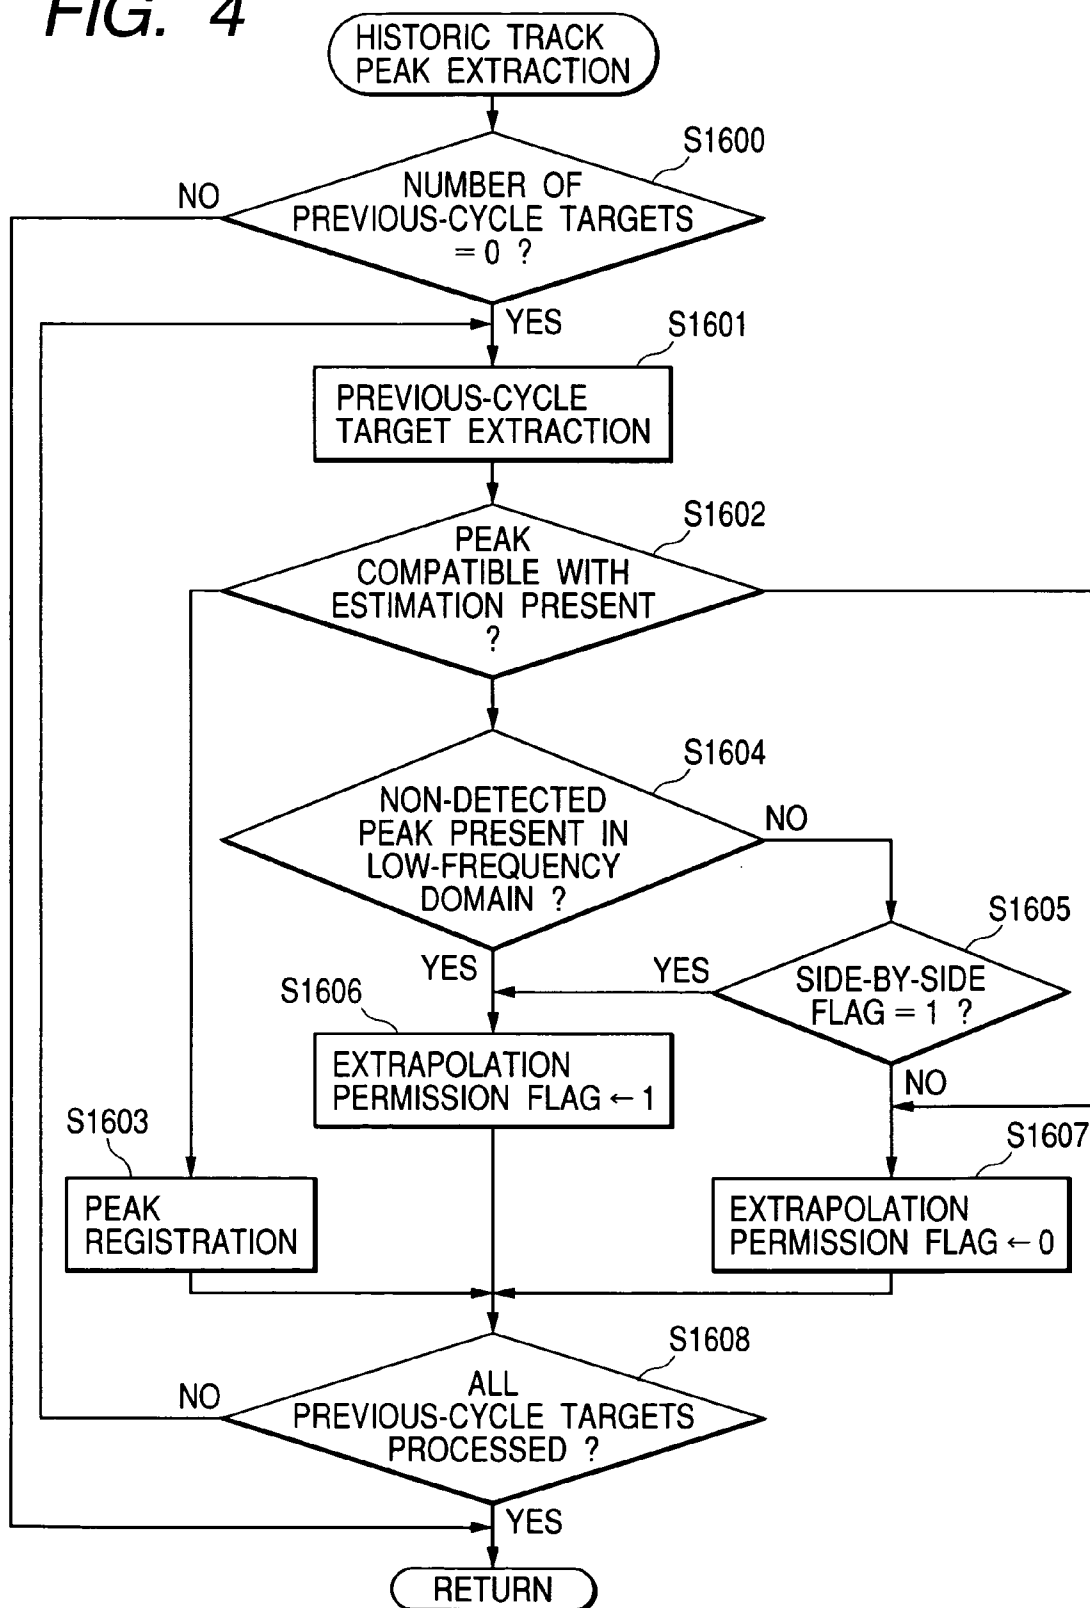 FIG. 4
HISTORIC TRACK
PEAK EXTRACTION
S1600
NO
NUMBER OF
PREVIOUS-CYCLE TARGETS
= 0 ?
YES
S1601
PREVIOUS-CYCLE
TARGET EXTRACTION
S1602
PEAK
COMPATIBLE WITH
ESTIMATION PRESENT
?
S1604
NON-DETECTED
PEAK PRESENT IN
LOW-FREQUENCY
DOMAIN ?
NO
S1605
YES
YES
SIDE-BY-SIDE
FLAG = 1 ?
S1606
EXTRAPOLATION
PERMISSION FLAG ← 1
NO
S1603
S1607
PEAK
REGISTRATION
EXTRAPOLATION
PERMISSION FLAG ← 0
S1608
NO
ALL
PREVIOUS-CYCLE TARGETS
PROCESSED ?
YES
RETURN